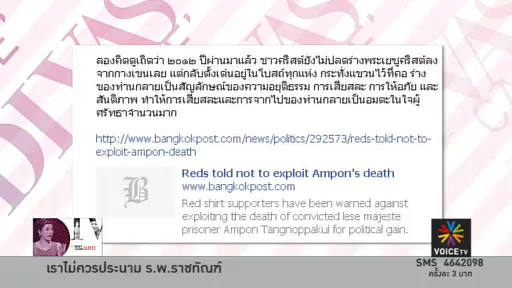 ลองคิดดูเถิดว่า ๒๐๑๒ ปีผ่านมาแล้ว ชาวคริสต์ยังไม่ปลดร่างพระเยซูคริสต์ลง
จากกางเขนเลย แต่กลับตั้งเด่นอยู่ในโบสถ์ทุกแห่ง กระทั่งแขวนไว้ที่คอ ร่าง
ของท่านกลายเป็นสัญลักษณ์ของความอยุติธรรม การเสียสละ การให้อภัย และ
สันติภาพ ทำให้การเสียสละและการจากไปของท่านกลายเป็นอมตะในใจผู้
ศรัทธาจำนวนมาก
http://www.bangkokpost.com/news/politics/292573/reds-told-not-to-
exploit-ampon-death
Reds told not to exploit Ampon's death
www.bangkokpost.com
Red shirt supporters have been warned against
exploiting the death of convicted lese majeste
prisoner Ampon Tangnoppakul for political gain.
B
DIVAS
VOICE TV
เราไม่ควรประนาม ร.พ.ราชทัณฑ์
SMS 4642098
ครั้งละ 3 บาท